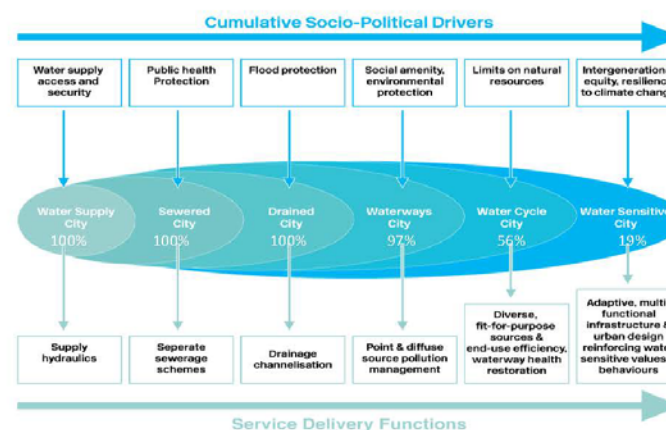 Cumulative Socio-Political Drivers
Water supply
access and
security
Public health
Protection
Flood protection
Social amenity,
environmental
protection
Limits on natural
resources
Intergeneration
equity, resilienc
to climate chang
Water Supply
City
100%
Sewered
City
100%
Drained
City
100%
Waterways
City
97%
Water Cycle
City
56%
Water Sensitive
City
19%
Supply
hydraulics
Seperate
sewerage
schemes
Drainage
channelisation
Point & diffuse
source pollution
management
Diverse,
fit-for-purpose
sources &
end-use efficiency,
waterway health
restoration
Adaptive, multi
functional
infrastructure &
urban design
reinforcing wate
sensitive values
behaviours
Service Delivery Functions